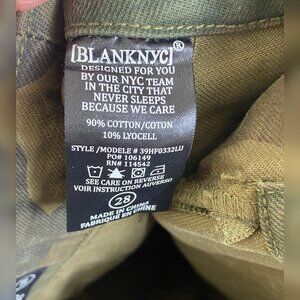 [BLANKNYC]®
DESIGNED FOR YOU
BY OUR NYC TEAM
IN THE CITY THAT
NEVER SLEEPS
BECAUSE WE CARE
90% COTTON/COTON
10% LYOCELL
STYLE/MODELE # 39HF0332LU
PO# 106149
RN# 114542
SEE CARE ON REVERSE
VOIR INSTRUCTION AUVERSO
28
MADE IN CHINA
FABRIQUE EN CHINE